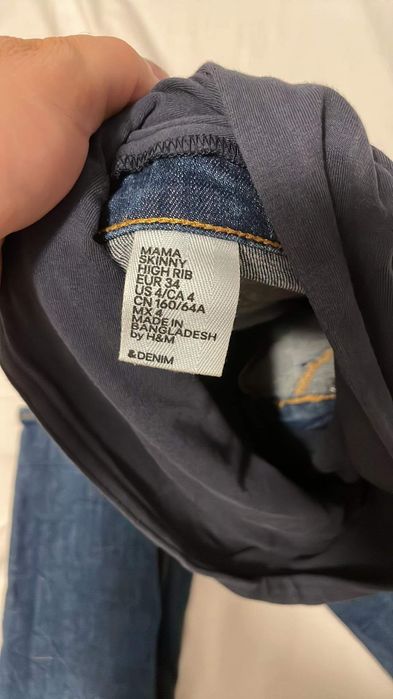 MAMA
SKINNY
HIGH RIB
EUR 34
US 4/CA 4
CN 160/64A
MX 4
MADE IN
BANGLADESH
by H&M
&DENIM